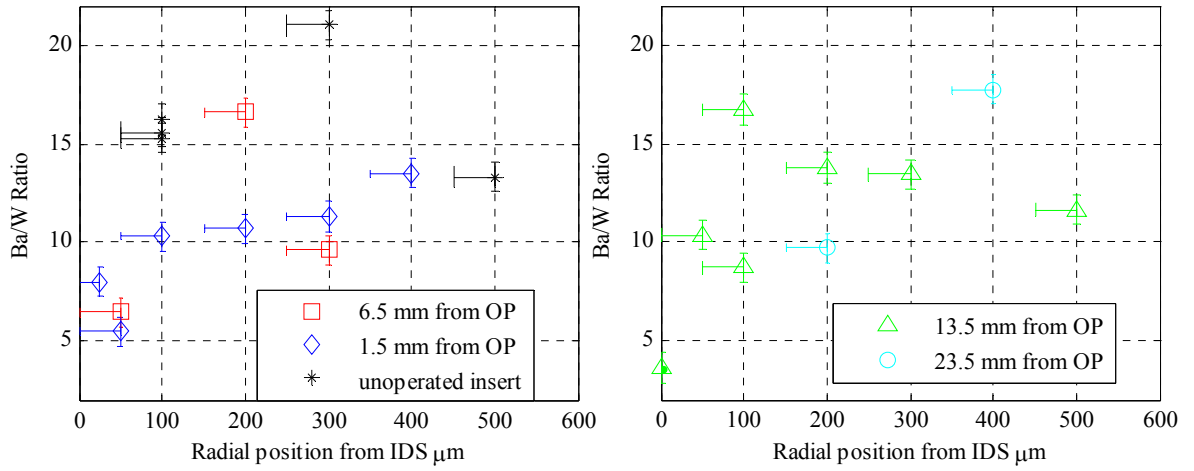 20
15
10
5
Ba/W Ratio
0 100 200 300 400 500 600
Radial position from IDS μm
6.5 mm from OP
1.5 mm from OP
unoperated insert
20
15
10
5
Ba/W Ratio
0 100 200 300 400 500 600
Radial position from IDS μm
13.5 mm from OP
23.5 mm from OP